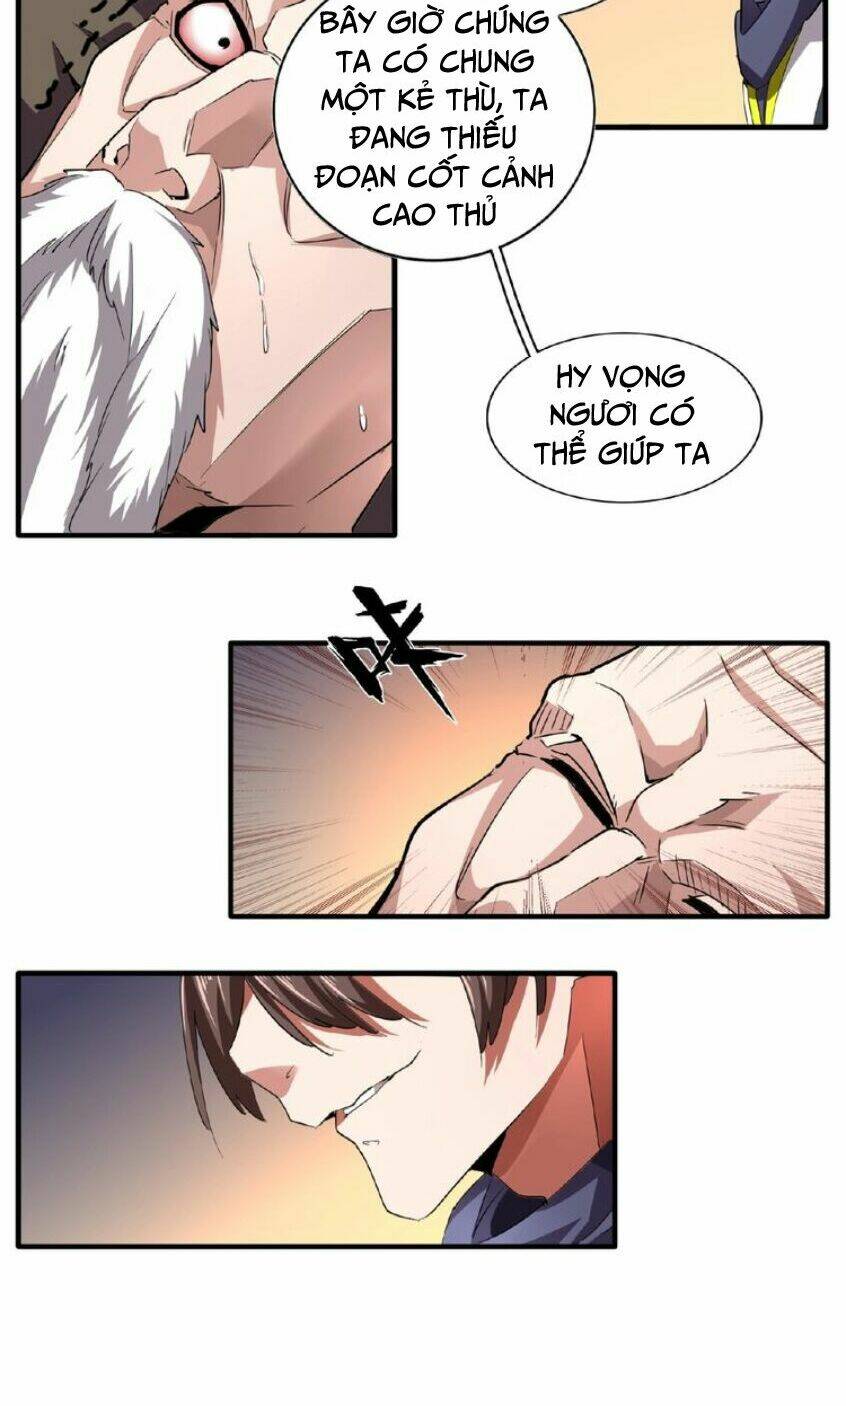 BÂY GIỜ CHÚNG
TA CÓ CHUNG
MỘT KẺ THÙ, TA
ĐANG THIẾU
ĐOẠN CỐT CẢNH
CAO THỦ
HY VỌNG
NGƯƠI CÓ
THỂ GIÚP TA